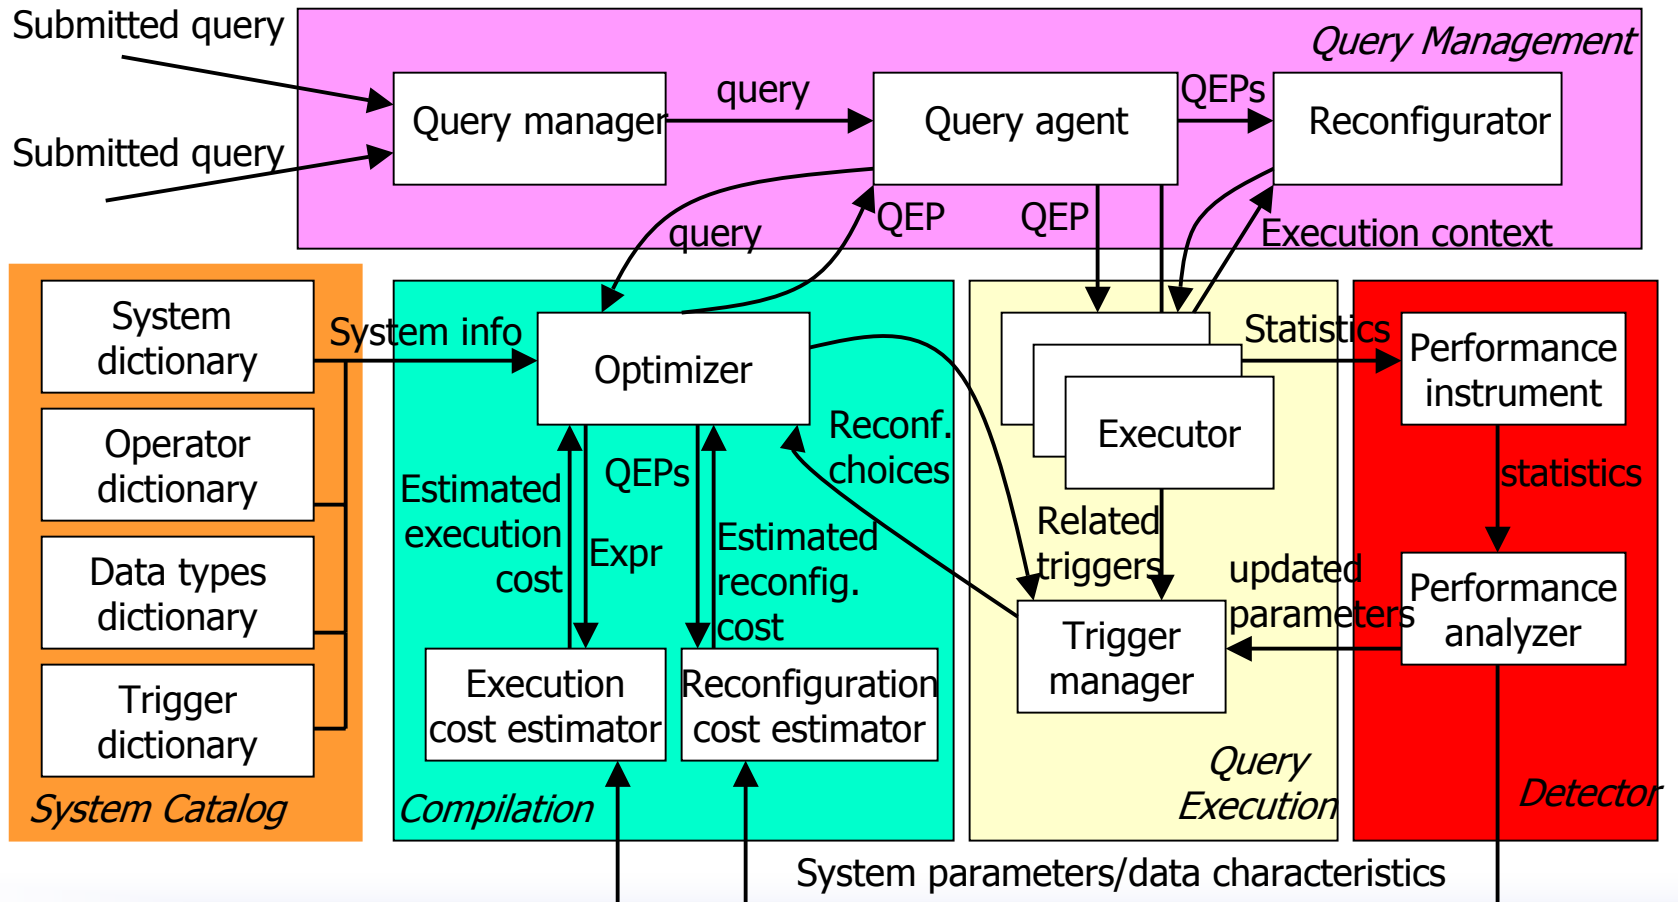 Submitted query
Query Management
Query manager
query
Query agent
QEPs
Reconfigurator
Submitted query
query
QEP
QEP
Execution context
System
dictionary
Operator
dictionary
Data types
dictionary
Trigger
dictionary
System Catalog
System info
Optimizer
Estimated
execution
cost
Expr
QEPs
Estimated
reconfig.
cost
Reconf.
choices
Execution
cost estimator
Reconfiguration
cost estimator
Compilation
Executor
Related
triggers
Trigger
manager
Query
Execution
Statistics
Performance
instrument
statistics
updated
parameters
Performance
analyzer
Detector
System parameters/data characteristics